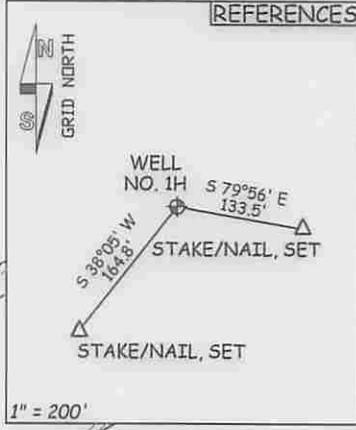 REFERENCES
N
S
GRID NORTH
WELL
NO. 1H
S 79°56' E
133.5'
STAKE/NAIL, SET
S 38°05' W
164.8'
STAKE/NAIL, SET
1" = 200'